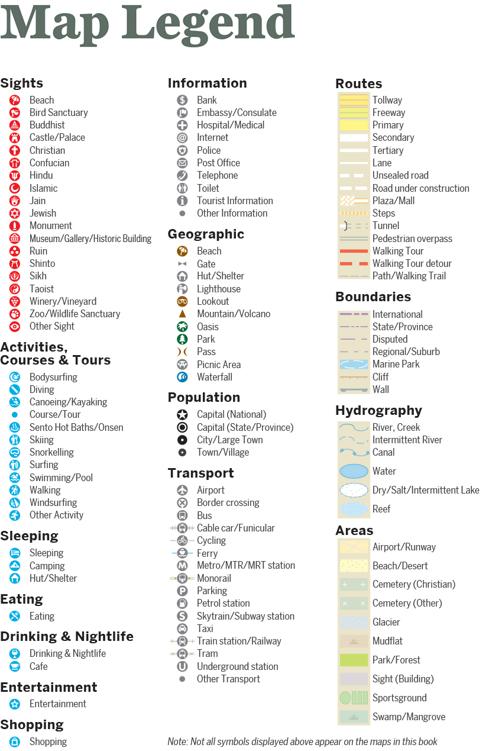 Map Legend
Sights
Beach
Bird Sanctuary
Buddhist
Castle/Palace
Christian
Confucian
Hindu
Islamic
Jain
Jewish
Monument
Museum/Gallery/Historic Building
Ruin
Shinto
Sikh
Taoist
Winery/Vineyard
Zoo/Wildlife Sanctuary
Other Sight
Activities,
Courses & Tours
Bodysurfing
Diving
Canoeing/Kayaking
Course/Tour
Sento Hot Baths/Onsen
Skiing
Snorkelling
Surfing
Swimming/Pool
Walking
Windsurfing
Other Activity
Sleeping
Sleeping
Camping
Hut/Shelter
Eating
Eating
Drinking & Nightlife
Drinking & Nightlife
Cafe
Entertainment
Entertainment
Shopping
Shopping
Information
Bank
Embassy/Consulate
Hospital/Medical
Internet
Police
Post Office
Telephone
Toilet
Tourist Information
Other Information
Geographic
Beach
Gate
Hut/Shelter
Lighthouse
Lookout
Mountain/Volcano
Oasis
Park
Pass
Picnic Area
Waterfall
Population
Capital (National)
Capital (State/Province)
City/Large Town
Town/Village
Transport
Airport
Border crossing
Bus
Cable car/Funicular
Cycling
Ferry
Metro/MTR/MRT station
Monorail
Parking
Petrol station
Skytrain/Subway station
Taxi
Train station/Railway
Tram
Underground station
Other Transport
Routes
Tollway
Freeway
Primary
Secondary
Tertiary
Lane
Unsealed road
Road under construction
Plaza/Mall
Steps
Tunnel
Pedestrian overpass
Walking Tour
Walking Tour detour
Path/Walking Trail
Boundaries
International
State/Province
Disputed
Regional/Suburb
Marine Park
Cliff
Wall
Hydrography
River, Creek
Intermittent River
Canal
Water
Dry/Salt/Intermittent Lake
Reef
Areas
Airport/Runway
Beach/Desert
Cemetery (Christian)
Cemetery (Other)
Glacier
Mudflat
Park/Forest
Sight (Building)
Sportsground
Swamp/Mangrove
Note: Not all symbols displayed above appear on the maps in this book